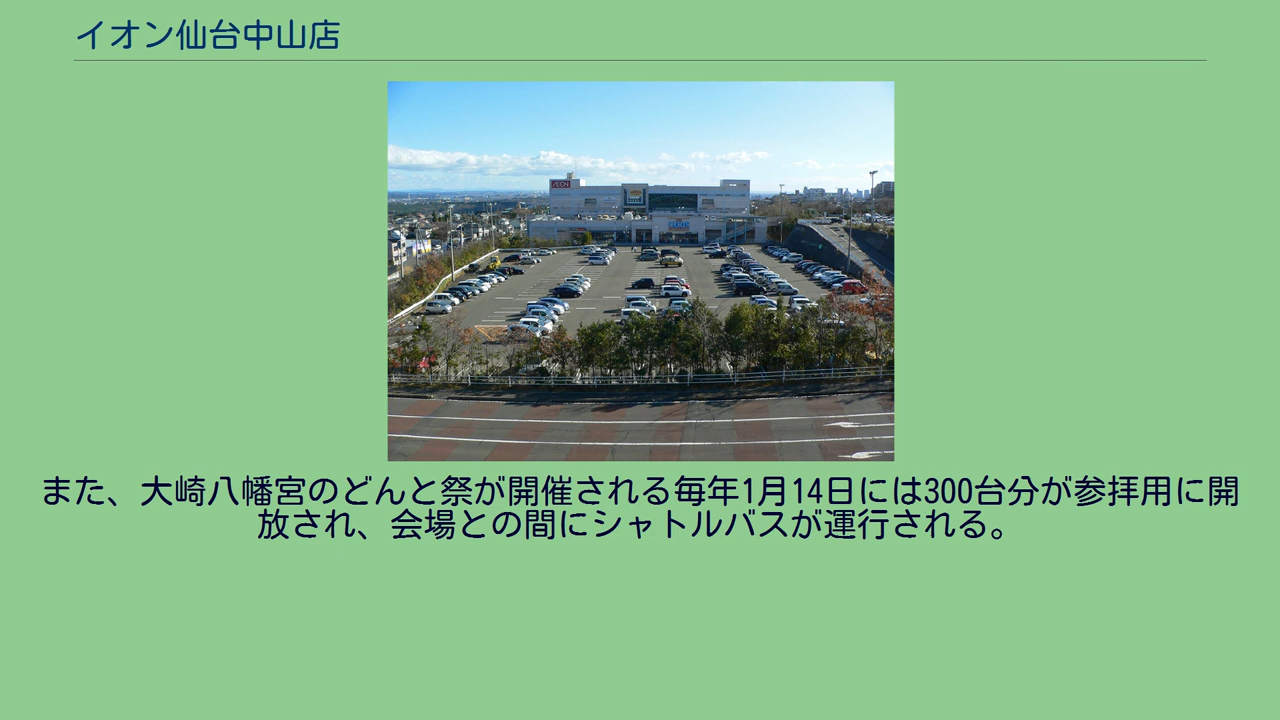 イオン仙台中山店
ÆON
また、大崎八幡宮のどんと祭が開催される毎年1月14日には300台分が参拝用に開
放され、会場との間にシャトルバスが運行される。